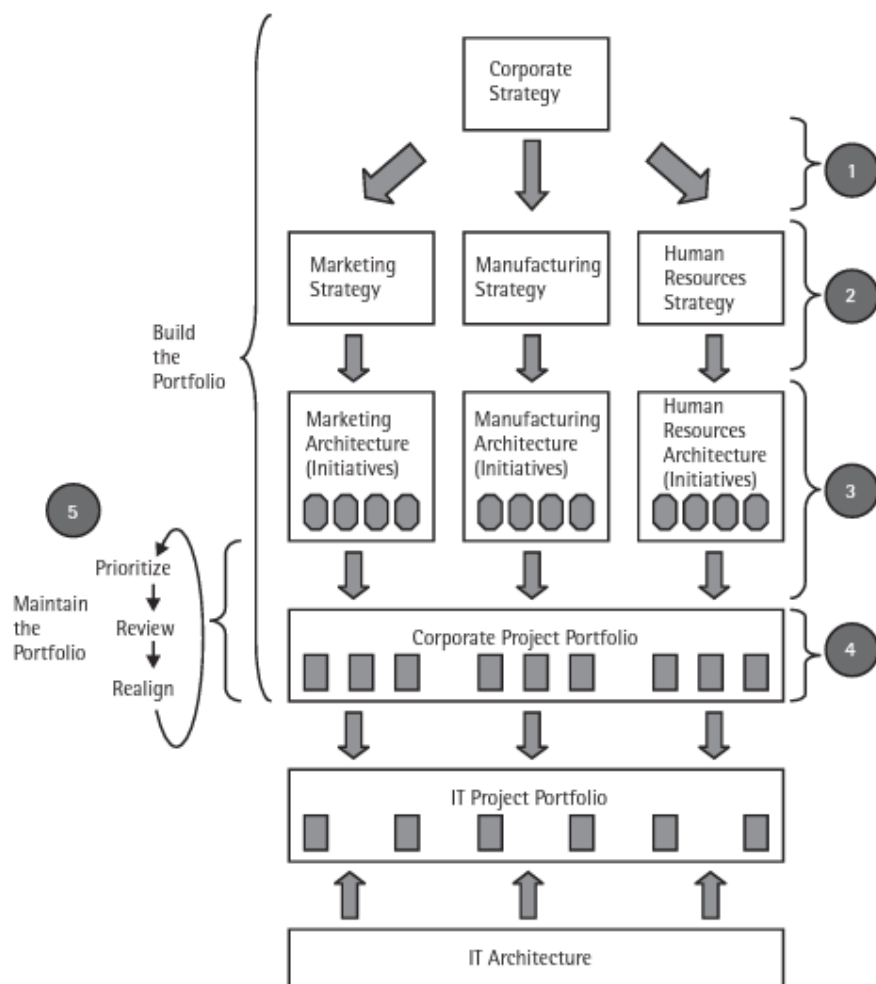 Corporate
Strategy
1
Marketing
Strategy
Manufacturing
Strategy
Human
Resources
Strategy
2
Build
the
Portfolio
Marketing
Architecture
(Initiatives)
Manufacturing
Architecture
(Initiatives)
Human
Resources
Architecture
(Initiatives)
3
5
Prioritize
Maintain
the
Portfolio
Review
Realign
Corporate Project Portfolio
4
IT Project Portfolio
IT Architecture